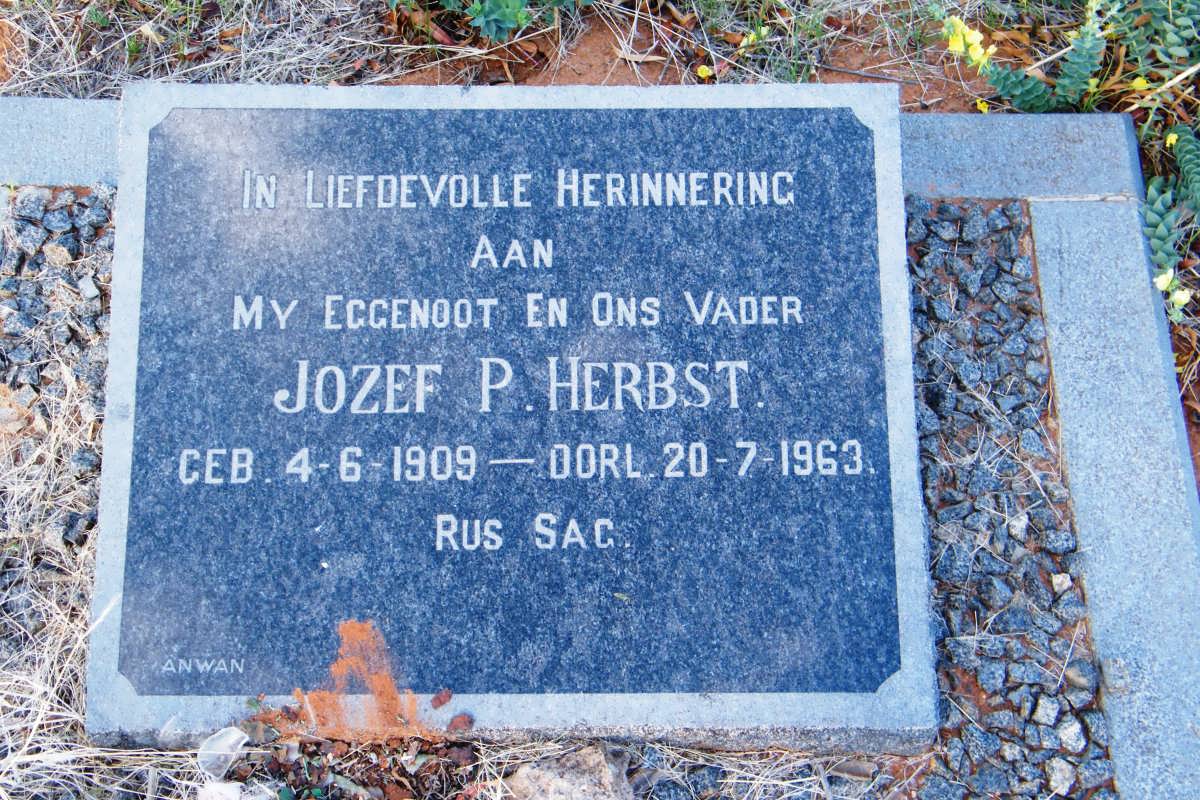 In Liefdevolle Herinnering
Aan
My Eggenoot En Ons Vader
Jozef P. Herbst.
GEB. 4-6-1909 — OORL. 20-7-1963.
Rus Sag.
ANWAN